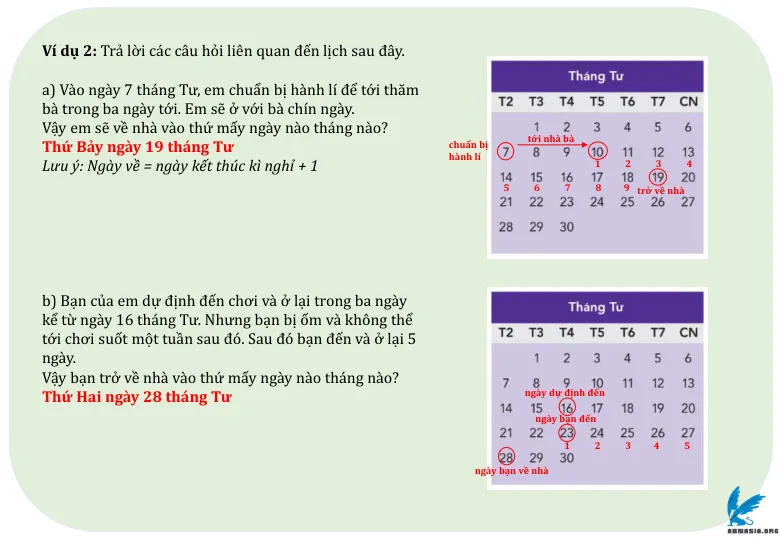 Ví dụ 2: Trả lời các câu hỏi liên quan đến lịch sau đây.
a) Vào ngày 7 tháng Tư, em chuẩn bị hành lí để tới thăm
bà trong ba ngày tới. Em sẽ ở với bà chín ngày.
Vậy em sẽ về nhà vào thứ mấy ngày nào tháng nào?
Thứ Bảy ngày 19 tháng Tư
Lưu ý: Ngày về = ngày kết thúc kì nghỉ + 1
Tháng Tư
T2 T3 T4 T5 T6 T7 CN
1 2 3 4 5 6
chuẩn bị
hành lí
tới nhà bà
7 8 9 10 11 12 13
1 2 3 4
14 15 16 17 18 19 20
5 6 7 8 9 trở về nhà
21 22 23 24 25 26 27
28 29 30
b) Bạn của em dự định đến chơi và ở lại trong ba ngày
kể từ ngày 16 tháng Tư. Nhưng bạn bị ốm và không thể
tới chơi suốt một tuần sau đó. Sau đó bạn đến và ở lại 5
ngày.
Vậy bạn trở về nhà vào thứ mấy ngày nào tháng nào?
Thứ Hai ngày 28 tháng Tư
Tháng Tư
T2 T3 T4 T5 T6 T7 CN
1 2 3 4 5 6
7 8 9 10 11 12 13
ngày dự định đến
14 15 16 17 18 19 20
ngày bạn đến
21 22 23 24 25 26 27
1 2 3 4 5
28 29 30
ngày bạn về nhà
ABMASIA.ORG